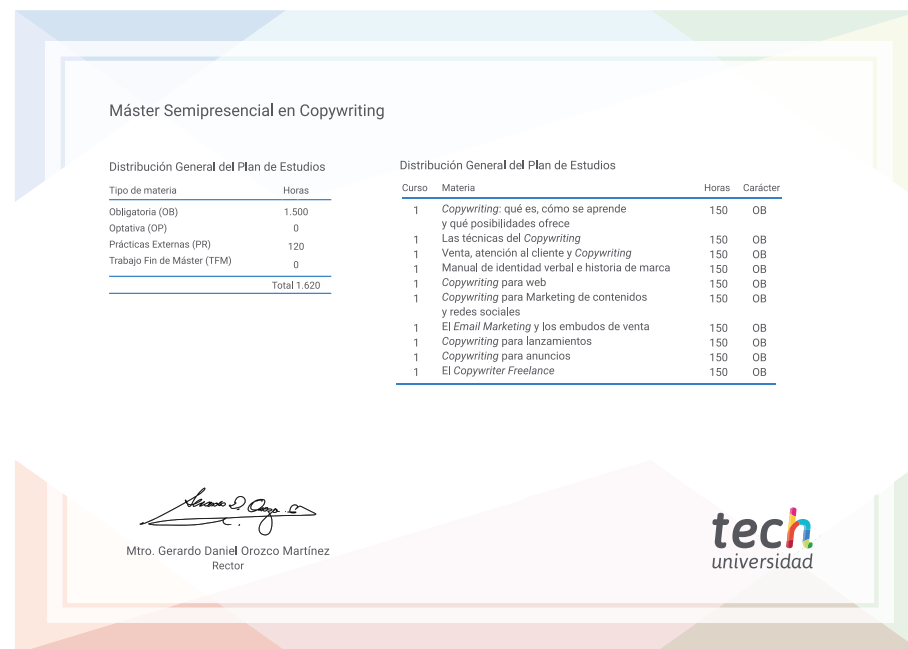 Máster Semipresencial en Copywriting
Distribución General del Plan de Estudios
Tipo de materia Horas
Obligatoria (OB) 1.500
Optativa (OP) 0
Prácticas Externas (PR) 120
Trabajo Fin de Máster (TFM) 0
Total 1.620
Distribución General del Plan de Estudios
Curso Materia Horas Carácter
1 Copywriting: qué es, cómo se aprende 150 OB
y qué posibilidades ofrece
1 Las técnicas del Copywriting 150 OB
1 Venta, atención al cliente y Copywriting 150 OB
1 Manual de identidad verbal e historia de marca 150 OB
1 Copywriting para web 150 OB
1 Copywriting para Marketing de contenidos 150 OB
y redes sociales
1 El Email Marketing y los embudos de venta 150 OB
1 Copywriting para lanzamientos 150 OB
1 Copywriting para anuncios 150 OB
1 El Copywriter Freelance 150 OB
Mtro. Gerardo Daniel Orozco Martínez
Rector
tech
universidad